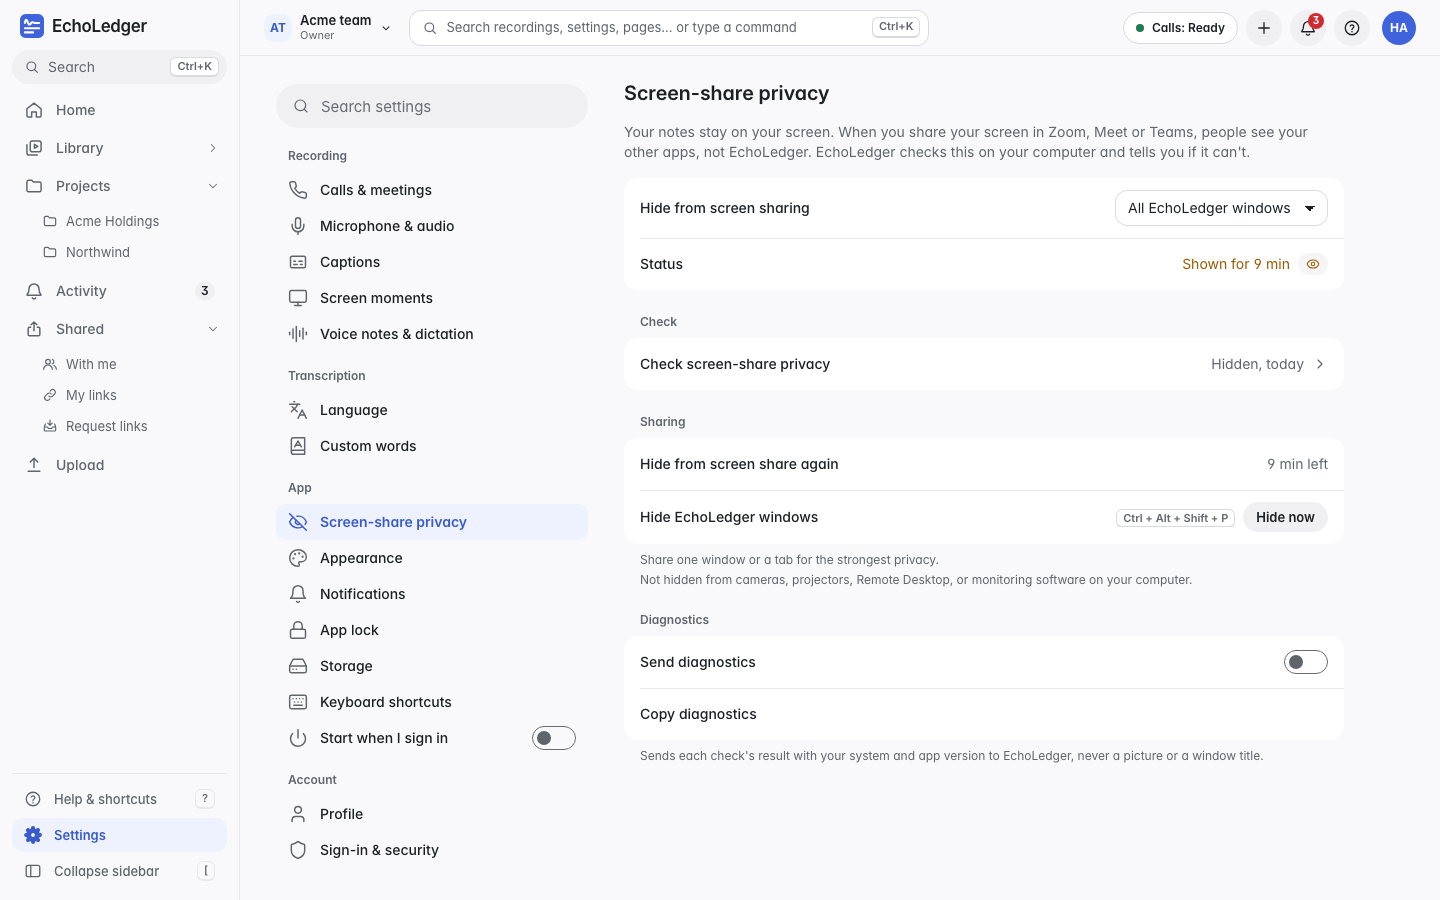 EchoLedger
Search
Ctrl+K
Home
Library
Projects
Acme Holdings
Northwind
Activity
3
Shared
With me
My links
Request links
Upload
Help & shortcuts
?
Settings
Collapse sidebar
[
AT
Acme team
Owner
Search recordings, settings, pages... or type a command
Ctrl+K
Calls: Ready
3
HA
Search settings
Recording
Calls & meetings
Microphone & audio
Captions
Screen moments
Voice notes & dictation
Transcription
Language
Custom words
App
Screen-share privacy
Appearance
Notifications
App lock
Storage
Keyboard shortcuts
Start when I sign in
Account
Profile
Sign-in & security
Screen-share privacy
Your notes stay on your screen. When you share your screen in Zoom, Meet or Teams, people see your
other apps, not EchoLedger. EchoLedger checks this on your computer and tells you if it can't.
Hide from screen sharing
All EchoLedger windows
Status
Shown for 9 min
Check
Check screen-share privacy
Hidden, today
Sharing
Hide from screen share again
9 min left
Hide EchoLedger windows
Ctrl + Alt + Shift + P
Hide now
Share one window or a tab for the strongest privacy.
Not hidden from cameras, projectors, Remote Desktop, or monitoring software on your computer.
Diagnostics
Send diagnostics
Copy diagnostics
Sends each check's result with your system and app version to EchoLedger, never a picture or a window title.